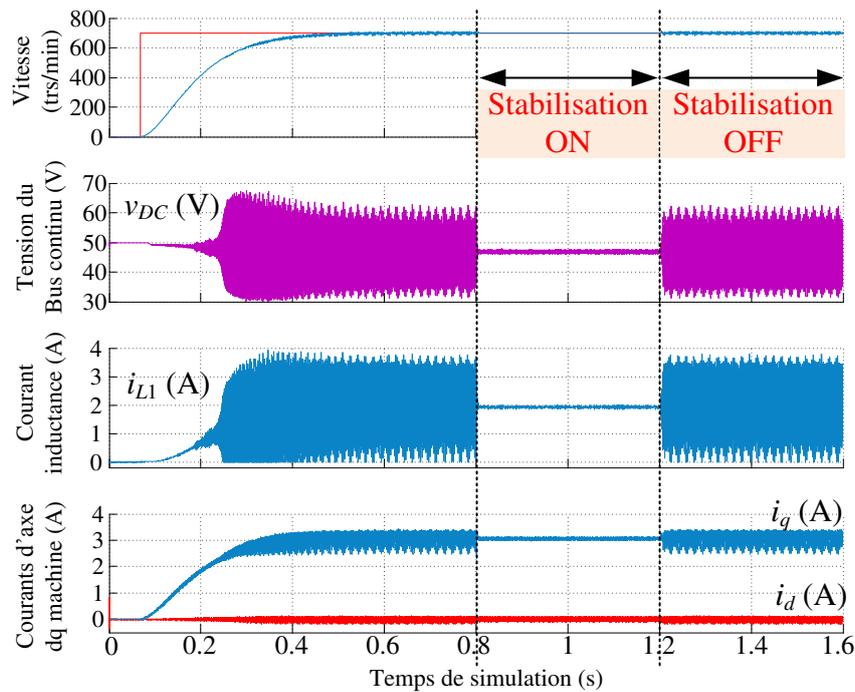 800
600
400
200
0
Vitesse
(trs/min)
Stabilisation
ON
Stabilisation
OFF
70
60
50
40
30
Tension du
Bus continu (V)
v_DC (V)
4
3
2
1
0
Courant
inductance (A)
i_L1 (A)
4
3
2
1
0
Courants d'axe
dq machine (A)
i_q (A)
i_d (A)
0 0.2 0.4 0.6 0.8 1 1.2 1.4 1.6
Temps de simulation (s)